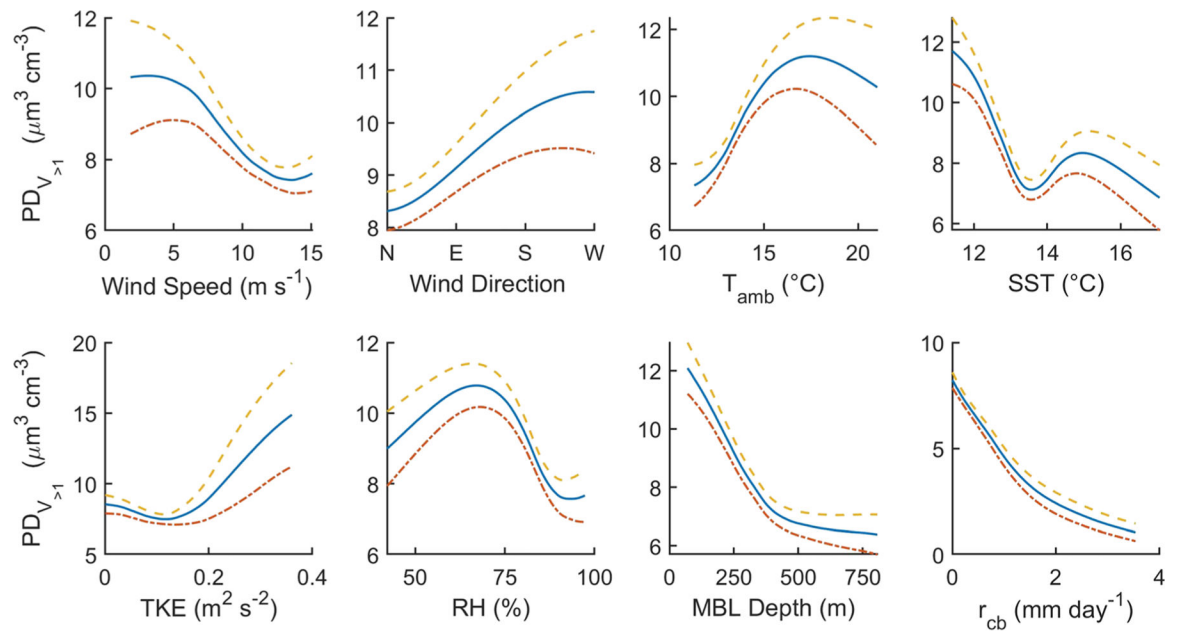 PD_V>1 (μm³ cm⁻³)
12
10
8
6
0 5 10 15
Wind Speed (m s⁻¹)
12
11
10
9
8
N E S W
Wind Direction
12
10
8
6
10 15 20
T_amb (°C)
12
10
8
6
12 14 16
SST (°C)
PD_V>1 (μm³ cm⁻³)
20
15
10
5
0 0.2 0.4
TKE (m² s⁻²)
12
10
8
6
50 75 100
RH (%)
12
10
8
6
0 250 500 750
MBL Depth (m)
10
5
0
0 2 4
r_cb (mm day⁻¹)